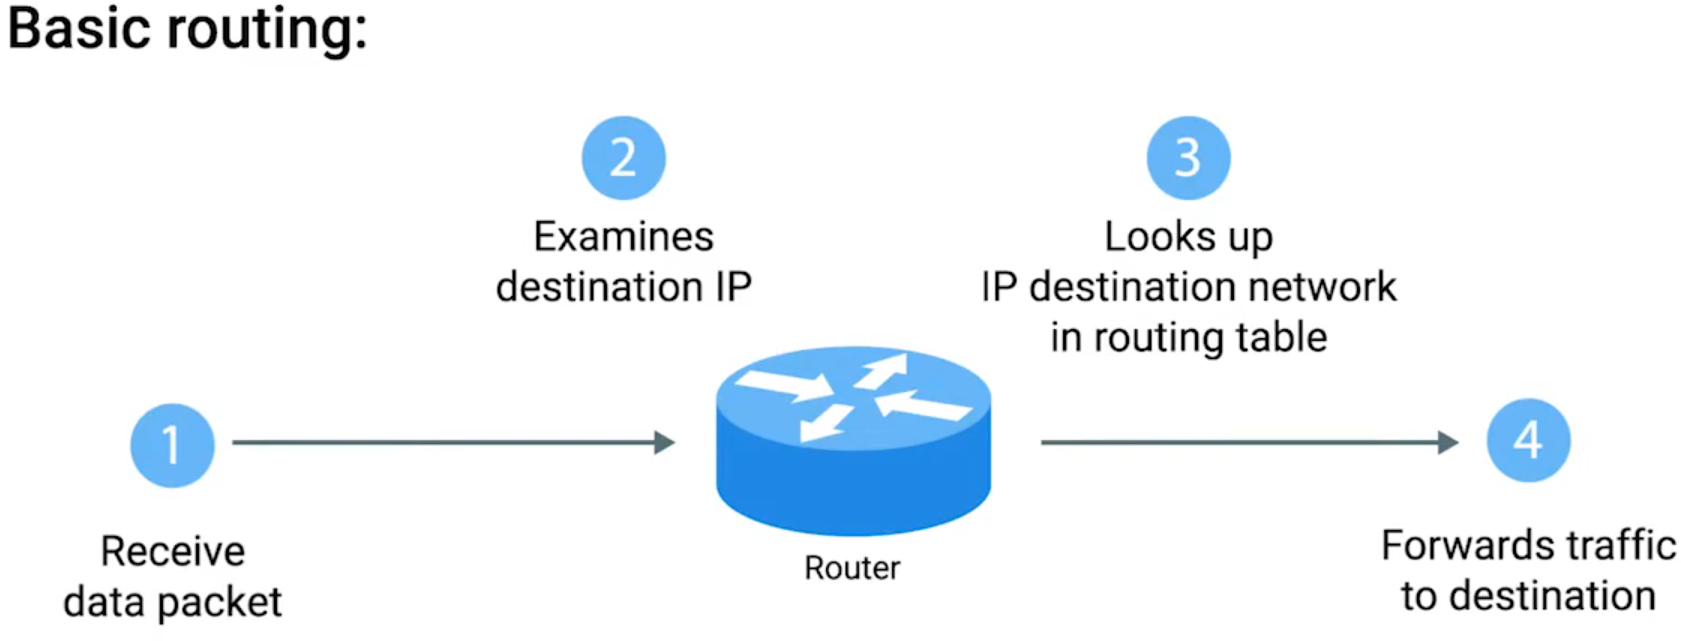 Basic routing:
1
Receive
data packet
2
Examines
destination IP
3
Looks up
IP destination network
in routing table
Router
4
Forwards traffic
to destination